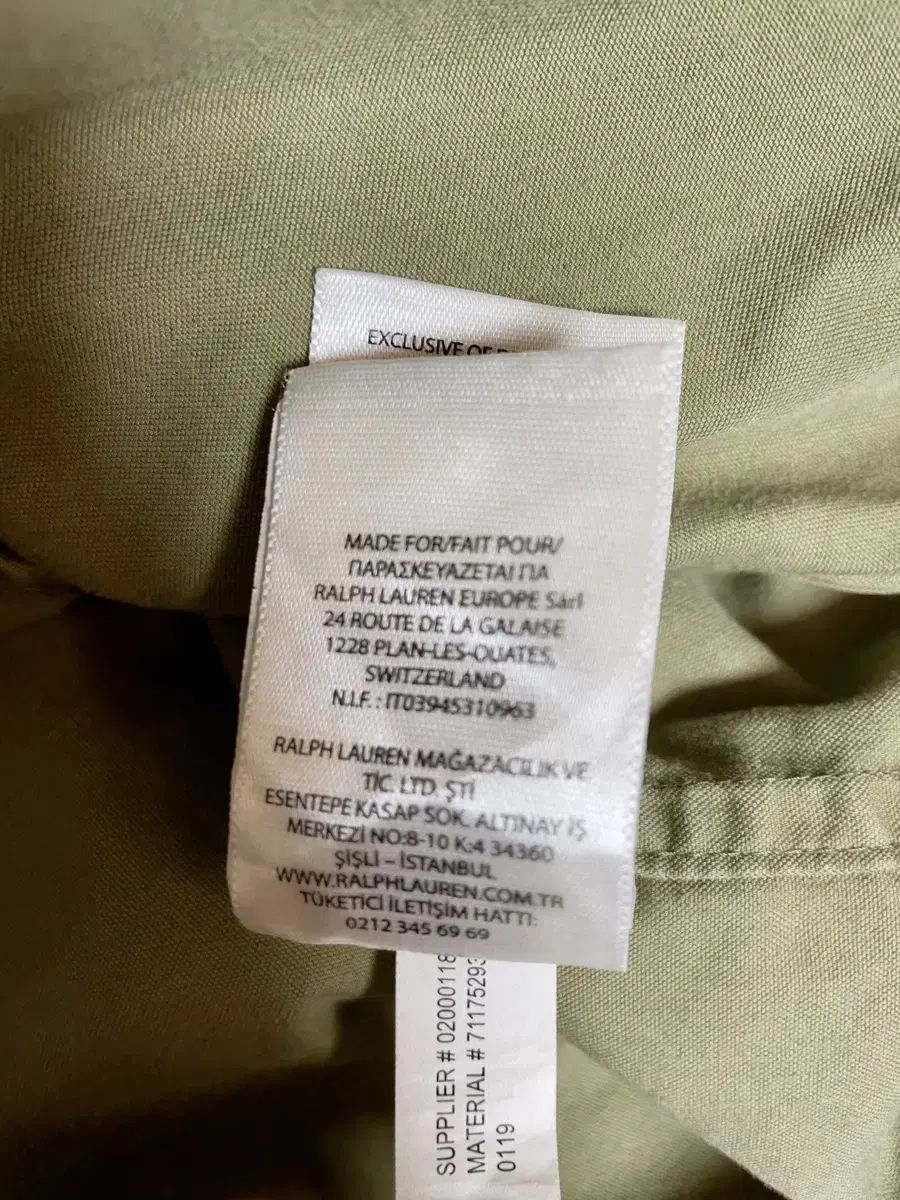 EXCLUSIVE OF
MADE FOR/FAIT POUR/
ΠΑΡΑΣΚΕΥΑΖΕΤΑΙ ΓΙΑ
RALPH LAUREN EUROPE Sàrl
24 ROUTE DE LA GALAISE
1228 PLAN-LES-OUATES,
SWITZERLAND
N.I.F. : IT03945310963
RALPH LAUREN MAĞAZACILIK VE
TİC. LTD. ŞTİ
ESENTEPE KASAP SOK. ALTINAY İŞ
MERKEZİ NO:8-10 K:4 34360
ŞİŞLİ – İSTANBUL
WWW.RALPHLAUREN.COM.TR
TÜKETİCİ İLETİŞİM HATTI:
0212 345 69 69
SUPPLIER # 02000118
MATERIAL # 71175293
0119